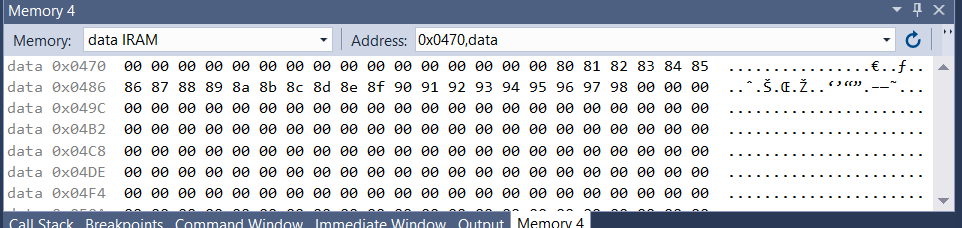 Memory 4
Memory: data IRAM Address: 0x0470,data
data 0x0470 00 00 00 00 00 00 00 00 00 00 00 00 00 00 00 00 80 81 82 83 84 85 ................€..ƒ..
data 0x0486 86 87 88 89 8a 8b 8c 8d 8e 8f 90 91 92 93 94 95 96 97 98 00 00 00 ..ˆ.Š.Œ.Ž..‘’“”.–—˜...
data 0x049C 00 00 00 00 00 00 00 00 00 00 00 00 00 00 00 00 00 00 00 00 00 00 ......................
data 0x04B2 00 00 00 00 00 00 00 00 00 00 00 00 00 00 00 00 00 00 00 00 00 00 ......................
data 0x04C8 00 00 00 00 00 00 00 00 00 00 00 00 00 00 00 00 00 00 00 00 00 00 ......................
data 0x04DE 00 00 00 00 00 00 00 00 00 00 00 00 00 00 00 00 00 00 00 00 00 00 ......................
data 0x04F4 00 00 00 00 00 00 00 00 00 00 00 00 00 00 00 00 00 00 00 00 00 00 ......................
Call Stack Breakpoints Command Window Immediate Window Output Memory 4